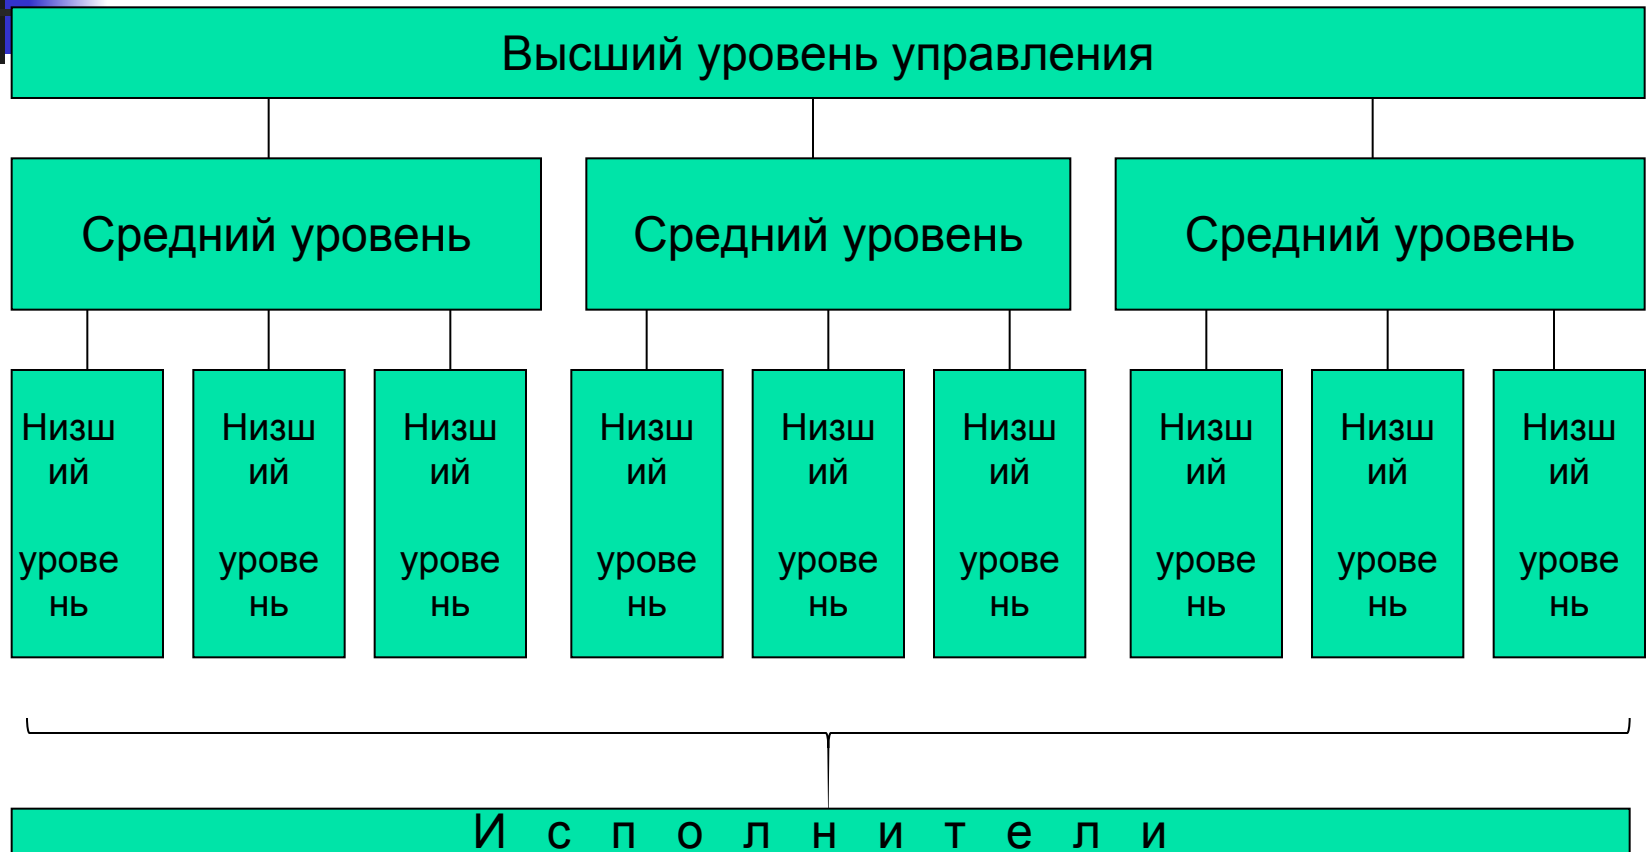 Высший уровень управления
Средний уровень
Средний уровень
Средний уровень
Низш
ий
урове
нь
Низш
ий
урове
нь
Низш
ий
урове
нь
Низш
ий
урове
нь
Низш
ий
урове
нь
Низш
ий
урове
нь
Низш
ий
урове
нь
Низш
ий
урове
нь
Низш
ий
урове
нь
И с п о л н и т е л и